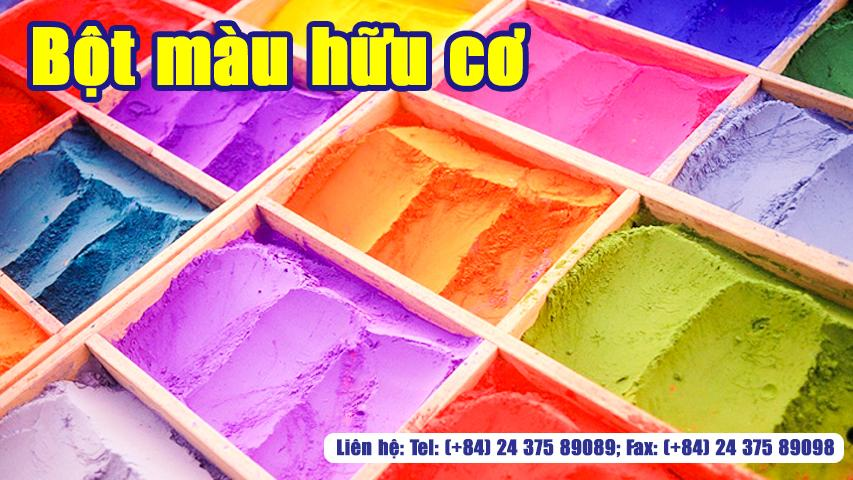 Bột màu hữu cơ
Liên hệ: Tel: (+84) 24 375 89089; Fax: (+84) 24 375 89098